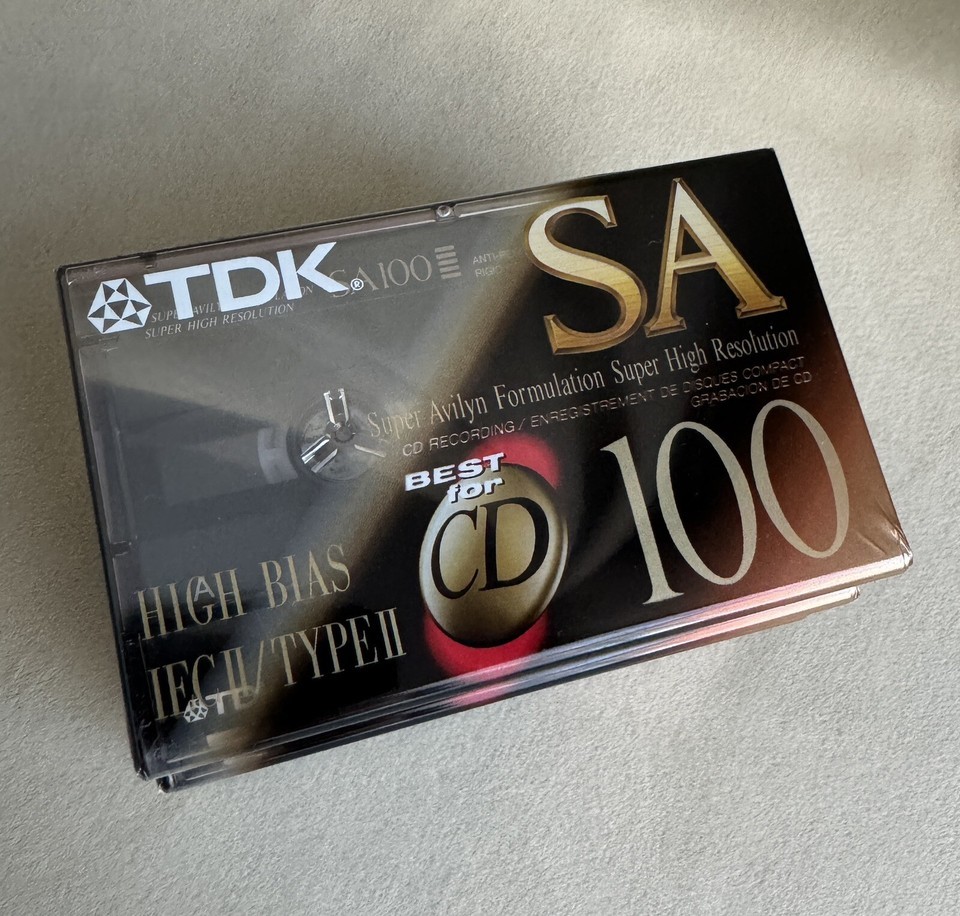 TDK®
SA
SA100
ANTI-
SUPER HIGH RESOLUTION
Super Avilyn Formulation Super High Resolution
CD RECORDING / ENREGISTREMENT DE DISQUES COMPACT
GRABACION DE CD
BEST
for
CD
100
HIGH BIAS
A
IEC II / TYPE II